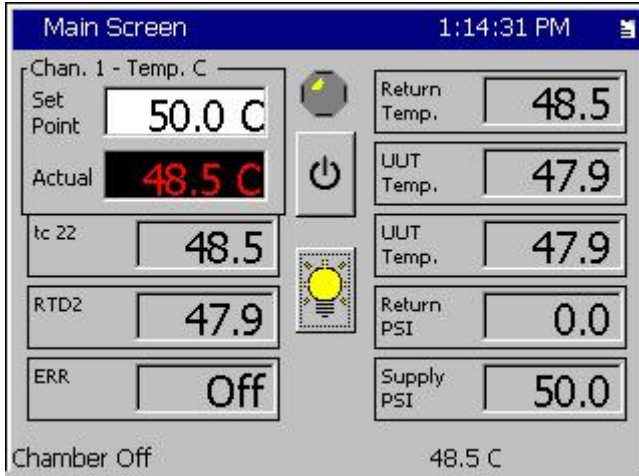 Main Screen 1:14:31 PM
Chan. 1 - Temp. C
Set Point 50.0 C
Actual 48.5 C
tc 22 48.5
RTD2 47.9
ERR Off
Return Temp. 48.5
UUT Temp. 47.9
UUT Temp. 47.9
Return PSI 0.0
Supply PSI 50.0
Chamber Off 48.5 C